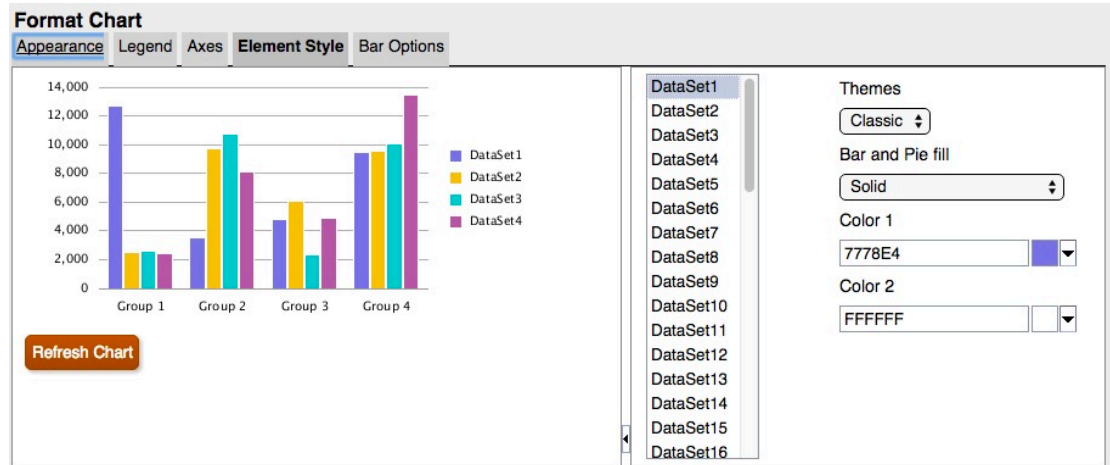 Format Chart
Appearance Legend Axes Element Style Bar Options
14,000
12,000
10,000
8,000
6,000
4,000
2,000
0
Group 1 Group 2 Group 3 Group 4
DataSet1
DataSet2
DataSet3
DataSet4
Refresh Chart
DataSet1
DataSet2
DataSet3
DataSet4
DataSet5
DataSet6
DataSet7
DataSet8
DataSet9
DataSet10
DataSet11
DataSet12
DataSet13
DataSet14
DataSet15
DataSet16
Themes
Classic
Bar and Pie fill
Solid
Color 1
7778E4
Color 2
FFFFFF